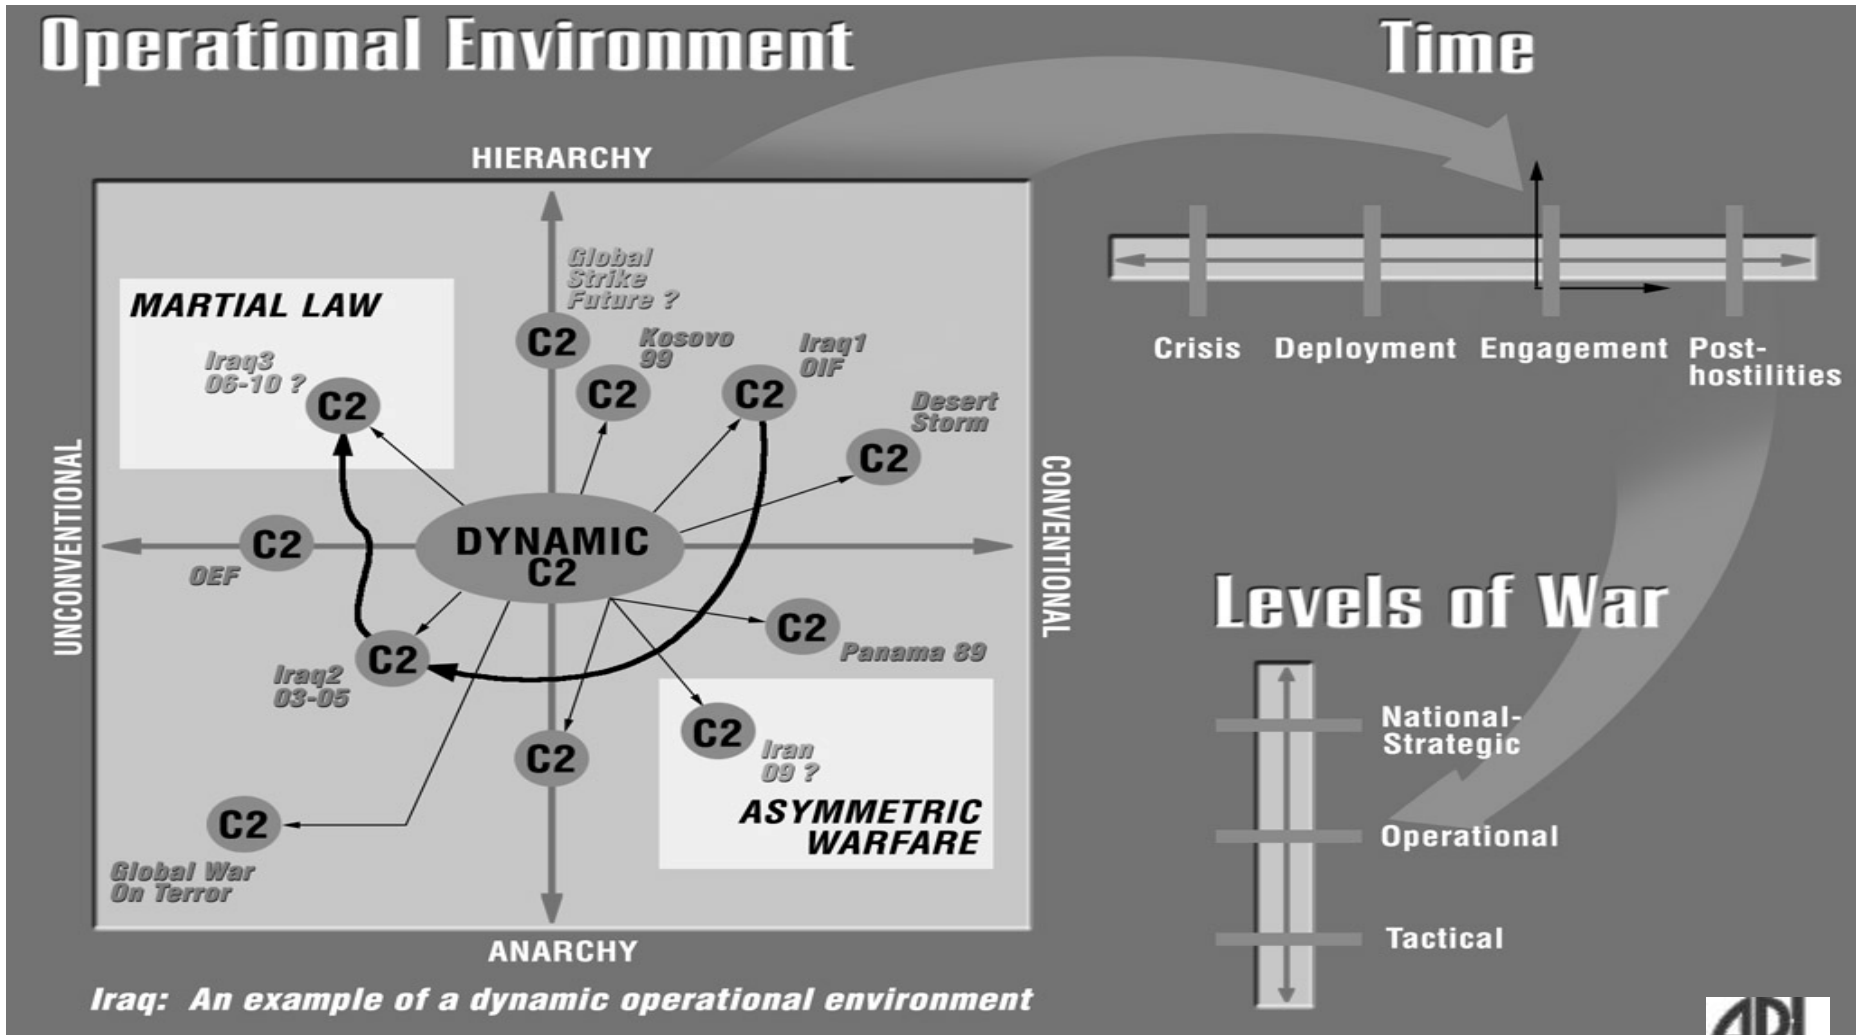 Operational Environment
Time
HIERARCHY
Global
Strike
Future ?
MARTIAL LAW
Iraq3
06-10 ?
C2
C2
Kosovo
99
C2
Iraq1
OIF
C2
Desert
Storm
C2
UNCONVENTIONAL
CONVENTIONAL
C2
OEF
DYNAMIC
C2
C2
Iraq2
03-05
C2
Panama 89
C2
C2
Iran
09 ?
ASYMMETRIC
WARFARE
C2
Global War
On Terror
ANARCHY
Iraq: An example of a dynamic operational environment
Crisis
Deployment
Engagement
Post-
hostilities
Levels of War
National-
Strategic
Operational
Tactical